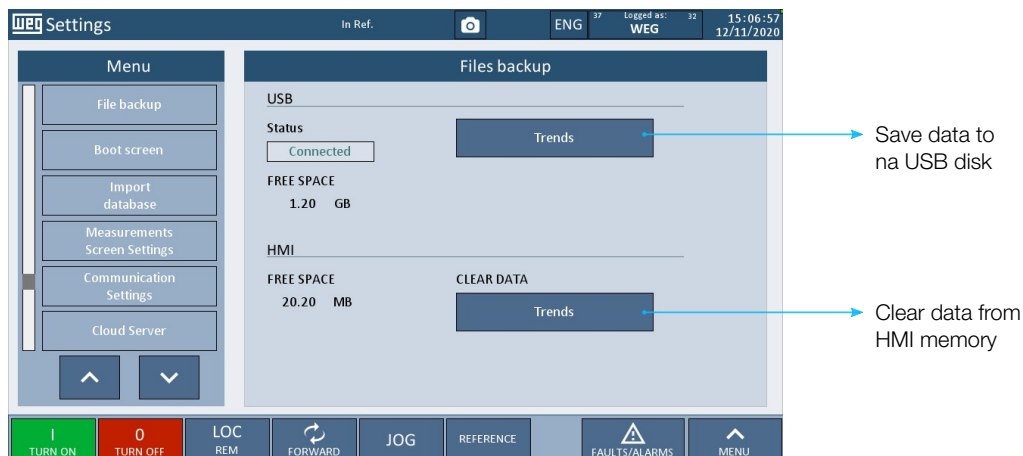 WEG Settings
In Ref.
ENG
37
Logged as:
WEG
32
15:06:57
12/11/2020
Menu
File backup
Boot screen
Import
database
Measurements
Screen Settings
Communication
Settings
Cloud Server
Files backup
USB
Status
Connected
Trends
FREE SPACE
1.20 GB
HMI
FREE SPACE
20.20 MB
CLEAR DATA
Trends
Save data to
na USB disk
Clear data from
HMI memory
I
TURN ON
0
TURN OFF
LOC
REM
FORWARD
JOG
REFERENCE
FAULTS/ALARMS
MENU